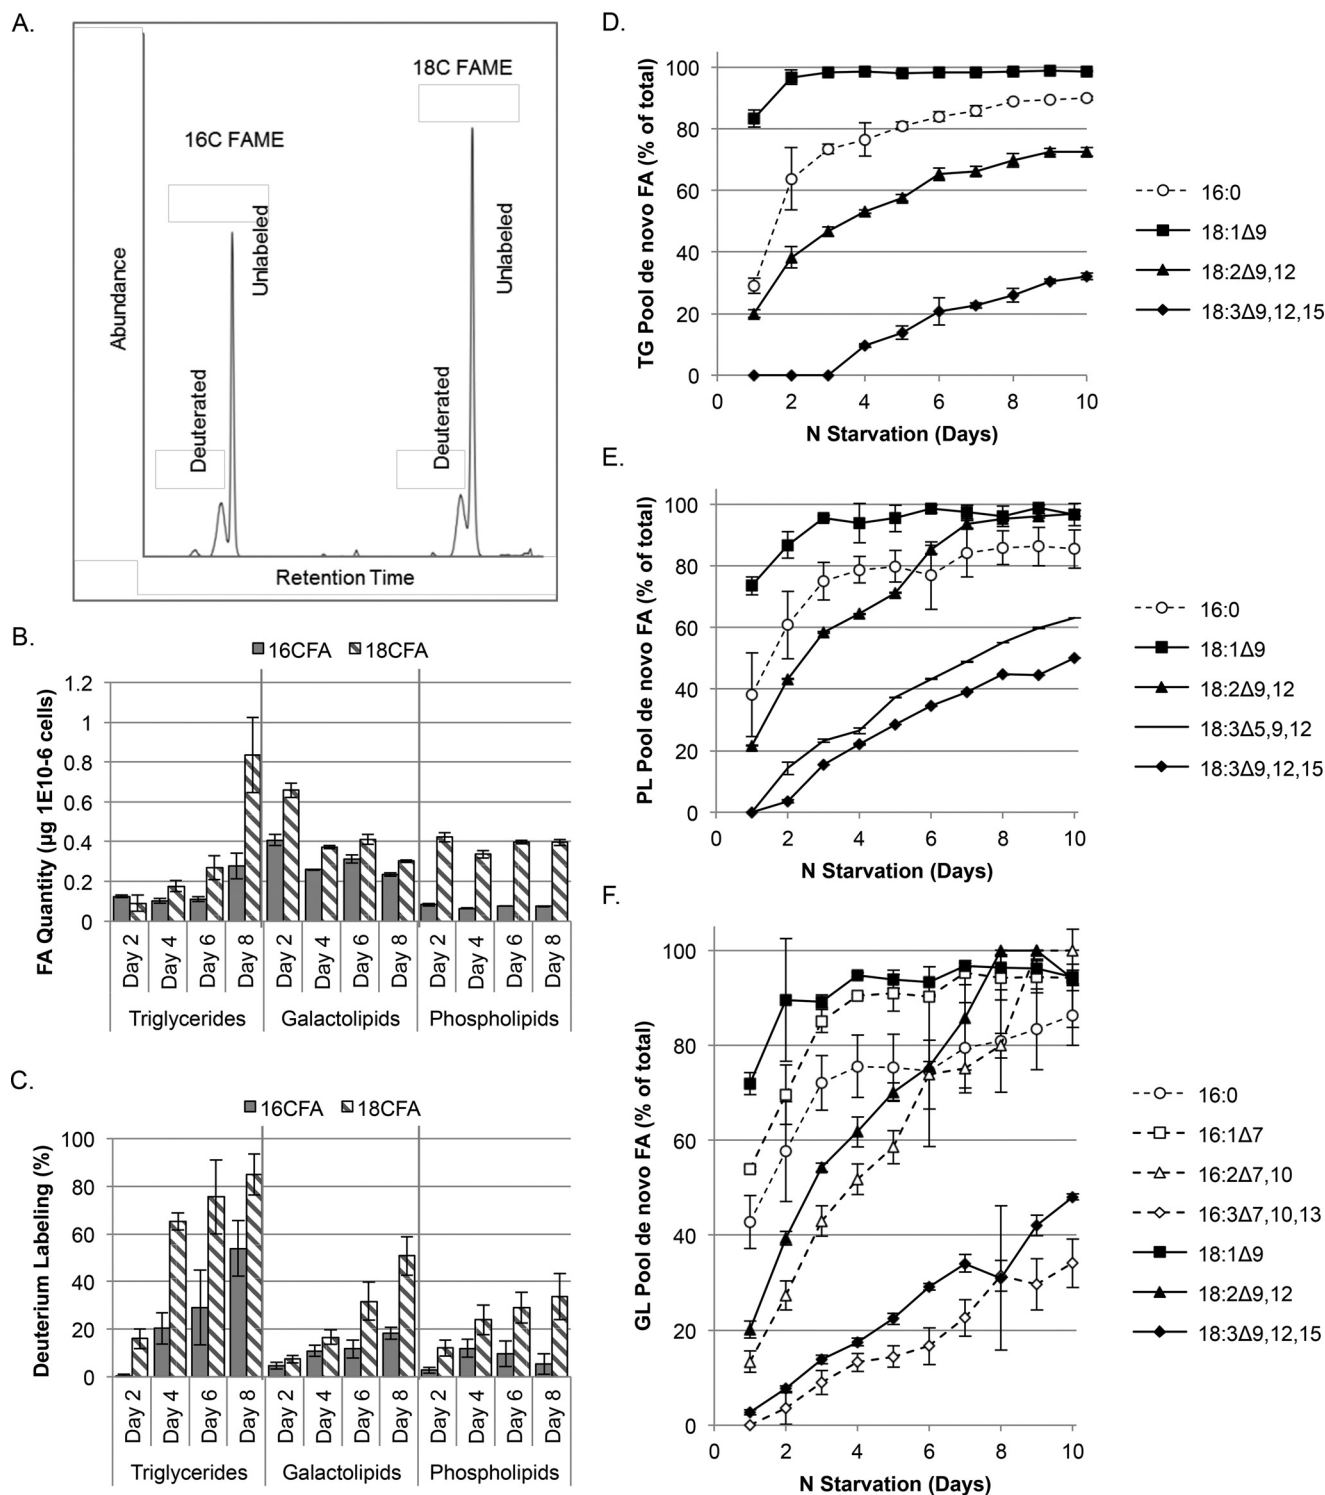 A.
18C FAME
16C FAME
Unlabeled
Unlabeled
Deuterated
Deuterated
Abundance
Retention Time
B.
16CFA 18CFA
FA Quantity (µg 1E10-6 cells)
1.2
1
0.8
0.6
0.4
0.2
0
Day 2 Day 4 Day 6 Day 8 Day 2 Day 4 Day 6 Day 8 Day 2 Day 4 Day 6 Day 8
Triglycerides Galactolipids Phospholipids
C.
16CFA 18CFA
Deuterium Labeling (%)
100
80
60
40
20
0
Day 2 Day 4 Day 6 Day 8 Day 2 Day 4 Day 6 Day 8 Day 2 Day 4 Day 6 Day 8
Triglycerides Galactolipids Phospholipids
D.
TG Pool de novo FA (% of total)
100
80
60
40
20
0
0 2 4 6 8 10
N Starvation (Days)
16:0
18:1Δ9
18:2Δ9,12
18:3Δ9,12,15
E.
PL Pool de novo FA (% of total)
100
80
60
40
20
0
0 2 4 6 8 10
N Starvation (Days)
16:0
18:1Δ9
18:2Δ9,12
18:3Δ5,9,12
18:3Δ9,12,15
F.
GL Pool de novo FA (% of total)
100
80
60
40
20
0
0 2 4 6 8 10
N Starvation (Days)
16:0
16:1Δ7
16:2Δ7,10
16:3Δ7,10,13
18:1Δ9
18:2Δ9,12
18:3Δ9,12,15